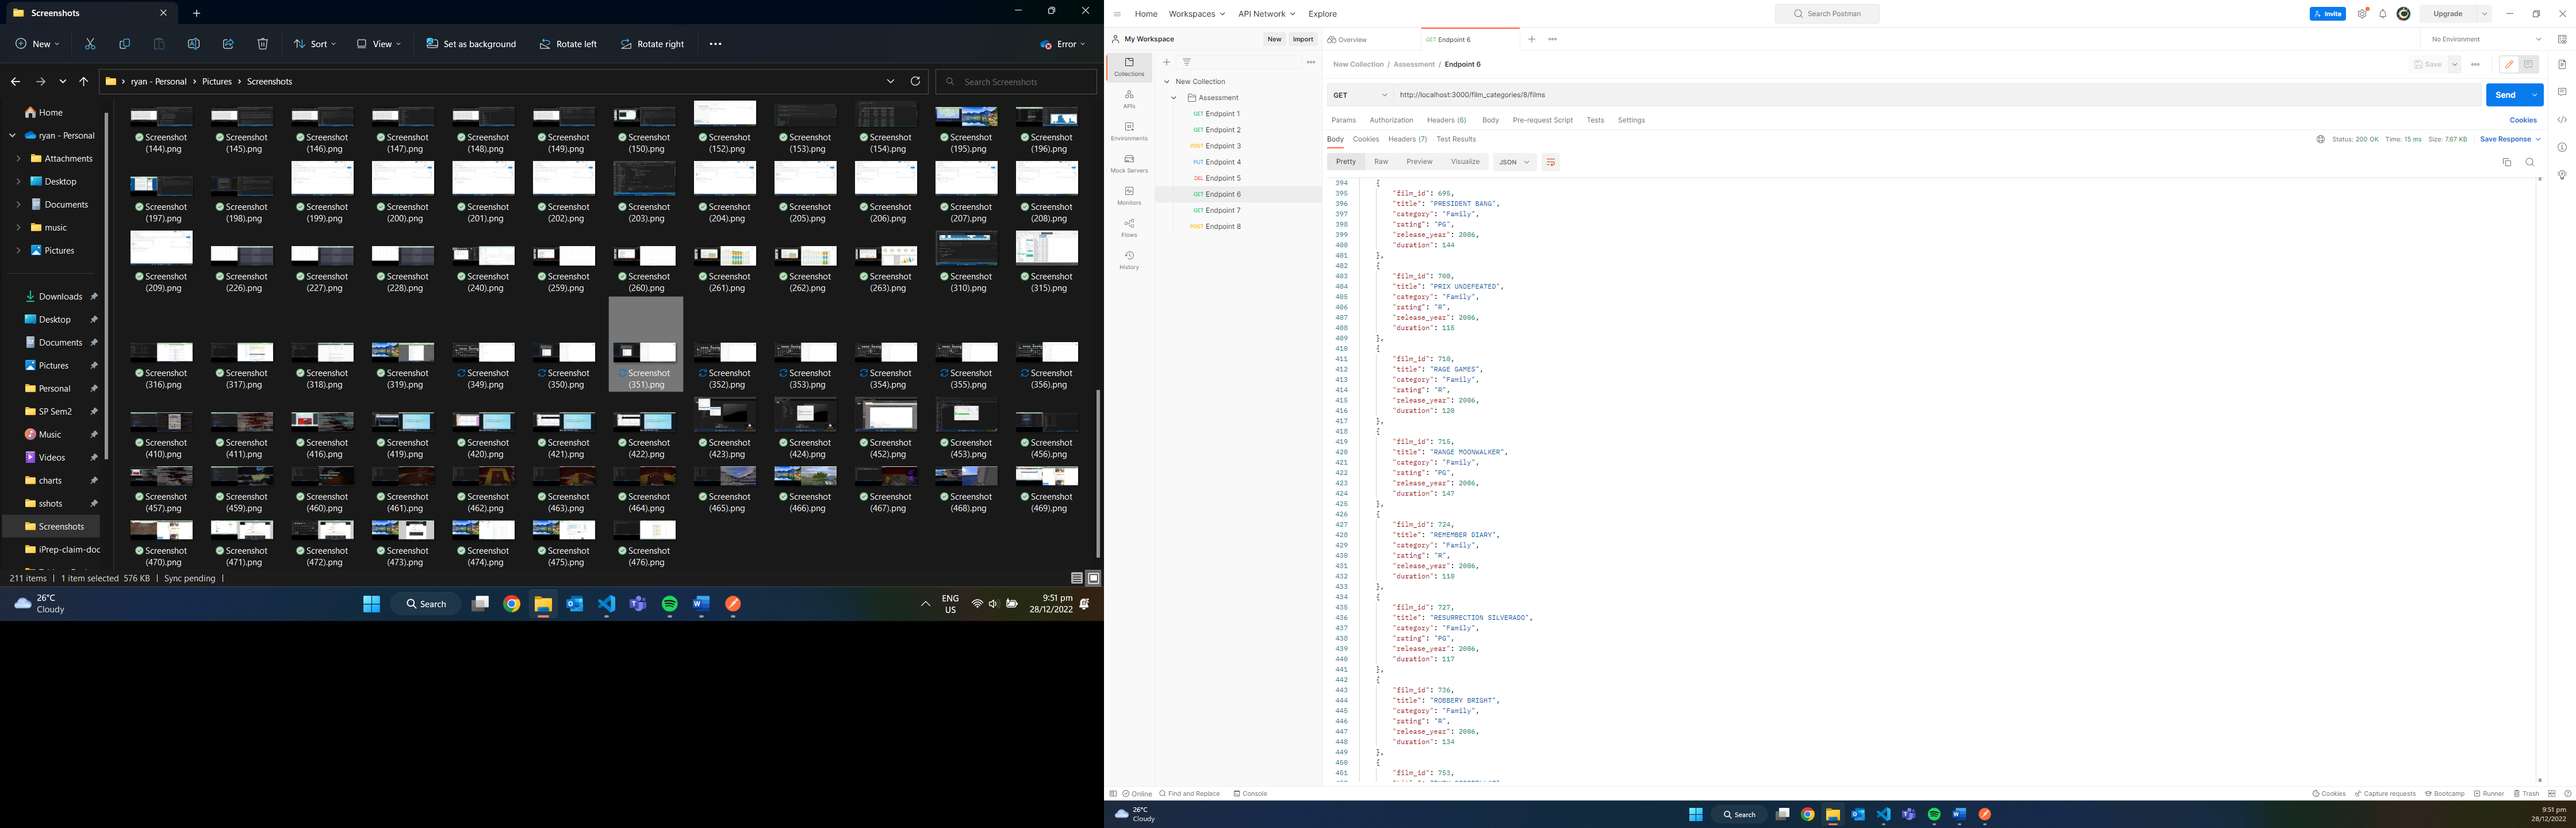 Screenshots
New
Sort
View
Set as background
Rotate left
Rotate right
Error
ryan - Personal
Pictures
Screenshots
Search Screenshots
Home
ryan - Personal
Attachments
Desktop
Documents
music
Pictures
Downloads
Desktop
Documents
Pictures
Personal
SP Sem2
Music
Videos
charts
sshots
Screenshots
iPrep-claim-doc
Screenshot (144).png
Screenshot (145).png
Screenshot (146).png
Screenshot (147).png
Screenshot (148).png
Screenshot (149).png
Screenshot (150).png
Screenshot (152).png
Screenshot (153).png
Screenshot (154).png
Screenshot (195).png
Screenshot (196).png
Screenshot (197).png
Screenshot (198).png
Screenshot (199).png
Screenshot (200).png
Screenshot (201).png
Screenshot (202).png
Screenshot (203).png
Screenshot (204).png
Screenshot (205).png
Screenshot (206).png
Screenshot (207).png
Screenshot (208).png
Screenshot (209).png
Screenshot (226).png
Screenshot (227).png
Screenshot (228).png
Screenshot (240).png
Screenshot (259).png
Screenshot (260).png
Screenshot (261).png
Screenshot (262).png
Screenshot (263).png
Screenshot (310).png
Screenshot (315).png
Screenshot (316).png
Screenshot (317).png
Screenshot (318).png
Screenshot (319).png
Screenshot (349).png
Screenshot (350).png
Screenshot (351).png
Screenshot (352).png
Screenshot (353).png
Screenshot (354).png
Screenshot (355).png
Screenshot (356).png
Screenshot (410).png
Screenshot (411).png
Screenshot (416).png
Screenshot (419).png
Screenshot (420).png
Screenshot (421).png
Screenshot (422).png
Screenshot (423).png
Screenshot (424).png
Screenshot (452).png
Screenshot (453).png
Screenshot (456).png
Screenshot (457).png
Screenshot (459).png
Screenshot (460).png
Screenshot (461).png
Screenshot (462).png
Screenshot (463).png
Screenshot (464).png
Screenshot (465).png
Screenshot (466).png
Screenshot (467).png
Screenshot (468).png
Screenshot (469).png
Screenshot (470).png
Screenshot (471).png
Screenshot (472).png
Screenshot (473).png
Screenshot (474).png
Screenshot (475).png
Screenshot (476).png
211 items | 1 item selected 576 KB | Sync pending |
26°C
Cloudy
Search
ENG
US
9:51 pm
28/12/2022
Home Workspaces API Network Explore
Search Postman
Invite
Upgrade
My Workspace
New Import
Overview
GET Endpoint 6
No Environment
Collections
APIs
Environments
Mock Servers
Monitors
Flows
History
New Collection
Assessment
GET Endpoint 1
GET Endpoint 2
POST Endpoint 3
PUT Endpoint 4
DEL Endpoint 5
GET Endpoint 6
GET Endpoint 7
POST Endpoint 8
New Collection / Assessment / Endpoint 6
Save
GET
http://localhost:3000/film_categories/8/films
Send
Params Authorization Headers (6) Body Pre-request Script Tests Settings
Cookies
Body Cookies Headers (7) Test Results
Status: 200 OK Time: 15 ms Size: 7.67 KB Save Response
Pretty Raw Preview Visualize JSON
394 {
395 "film_id": 695,
396 "title": "PRESIDENT BANG",
397 "category": "Family",
398 "rating": "PG",
399 "release_year": 2006,
400 "duration": 144
401 },
402 {
403 "film_id": 700,
404 "title": "PRIX UNDEFEATED",
405 "category": "Family",
406 "rating": "R",
407 "release_year": 2006,
408 "duration": 115
409 },
410 {
411 "film_id": 710,
412 "title": "RAGE GAMES",
413 "category": "Family",
414 "rating": "R",
415 "release_year": 2006,
416 "duration": 120
417 },
418 {
419 "film_id": 715,
420 "title": "RANGE MOONWALKER",
421 "category": "Family",
422 "rating": "PG",
423 "release_year": 2006,
424 "duration": 147
425 },
426 {
427 "film_id": 724,
428 "title": "REMEMBER DIARY",
429 "category": "Family",
430 "rating": "R",
431 "release_year": 2006,
432 "duration": 110
433 },
434 {
435 "film_id": 727,
436 "title": "RESURRECTION SILVERADO",
437 "category": "Family",
438 "rating": "PG",
439 "release_year": 2006,
440 "duration": 117
441 },
442 {
443 "film_id": 736,
444 "title": "ROBBERY BRIGHT",
445 "category": "Family",
446 "rating": "R",
447 "release_year": 2006,
448 "duration": 134
449 },
450 {
451 "film_id": 753,
Online Find and Replace Console
Cookies Capture requests Bootcamp Runner Trash
26°C
Cloudy
Search
9:51 pm
28/12/2022